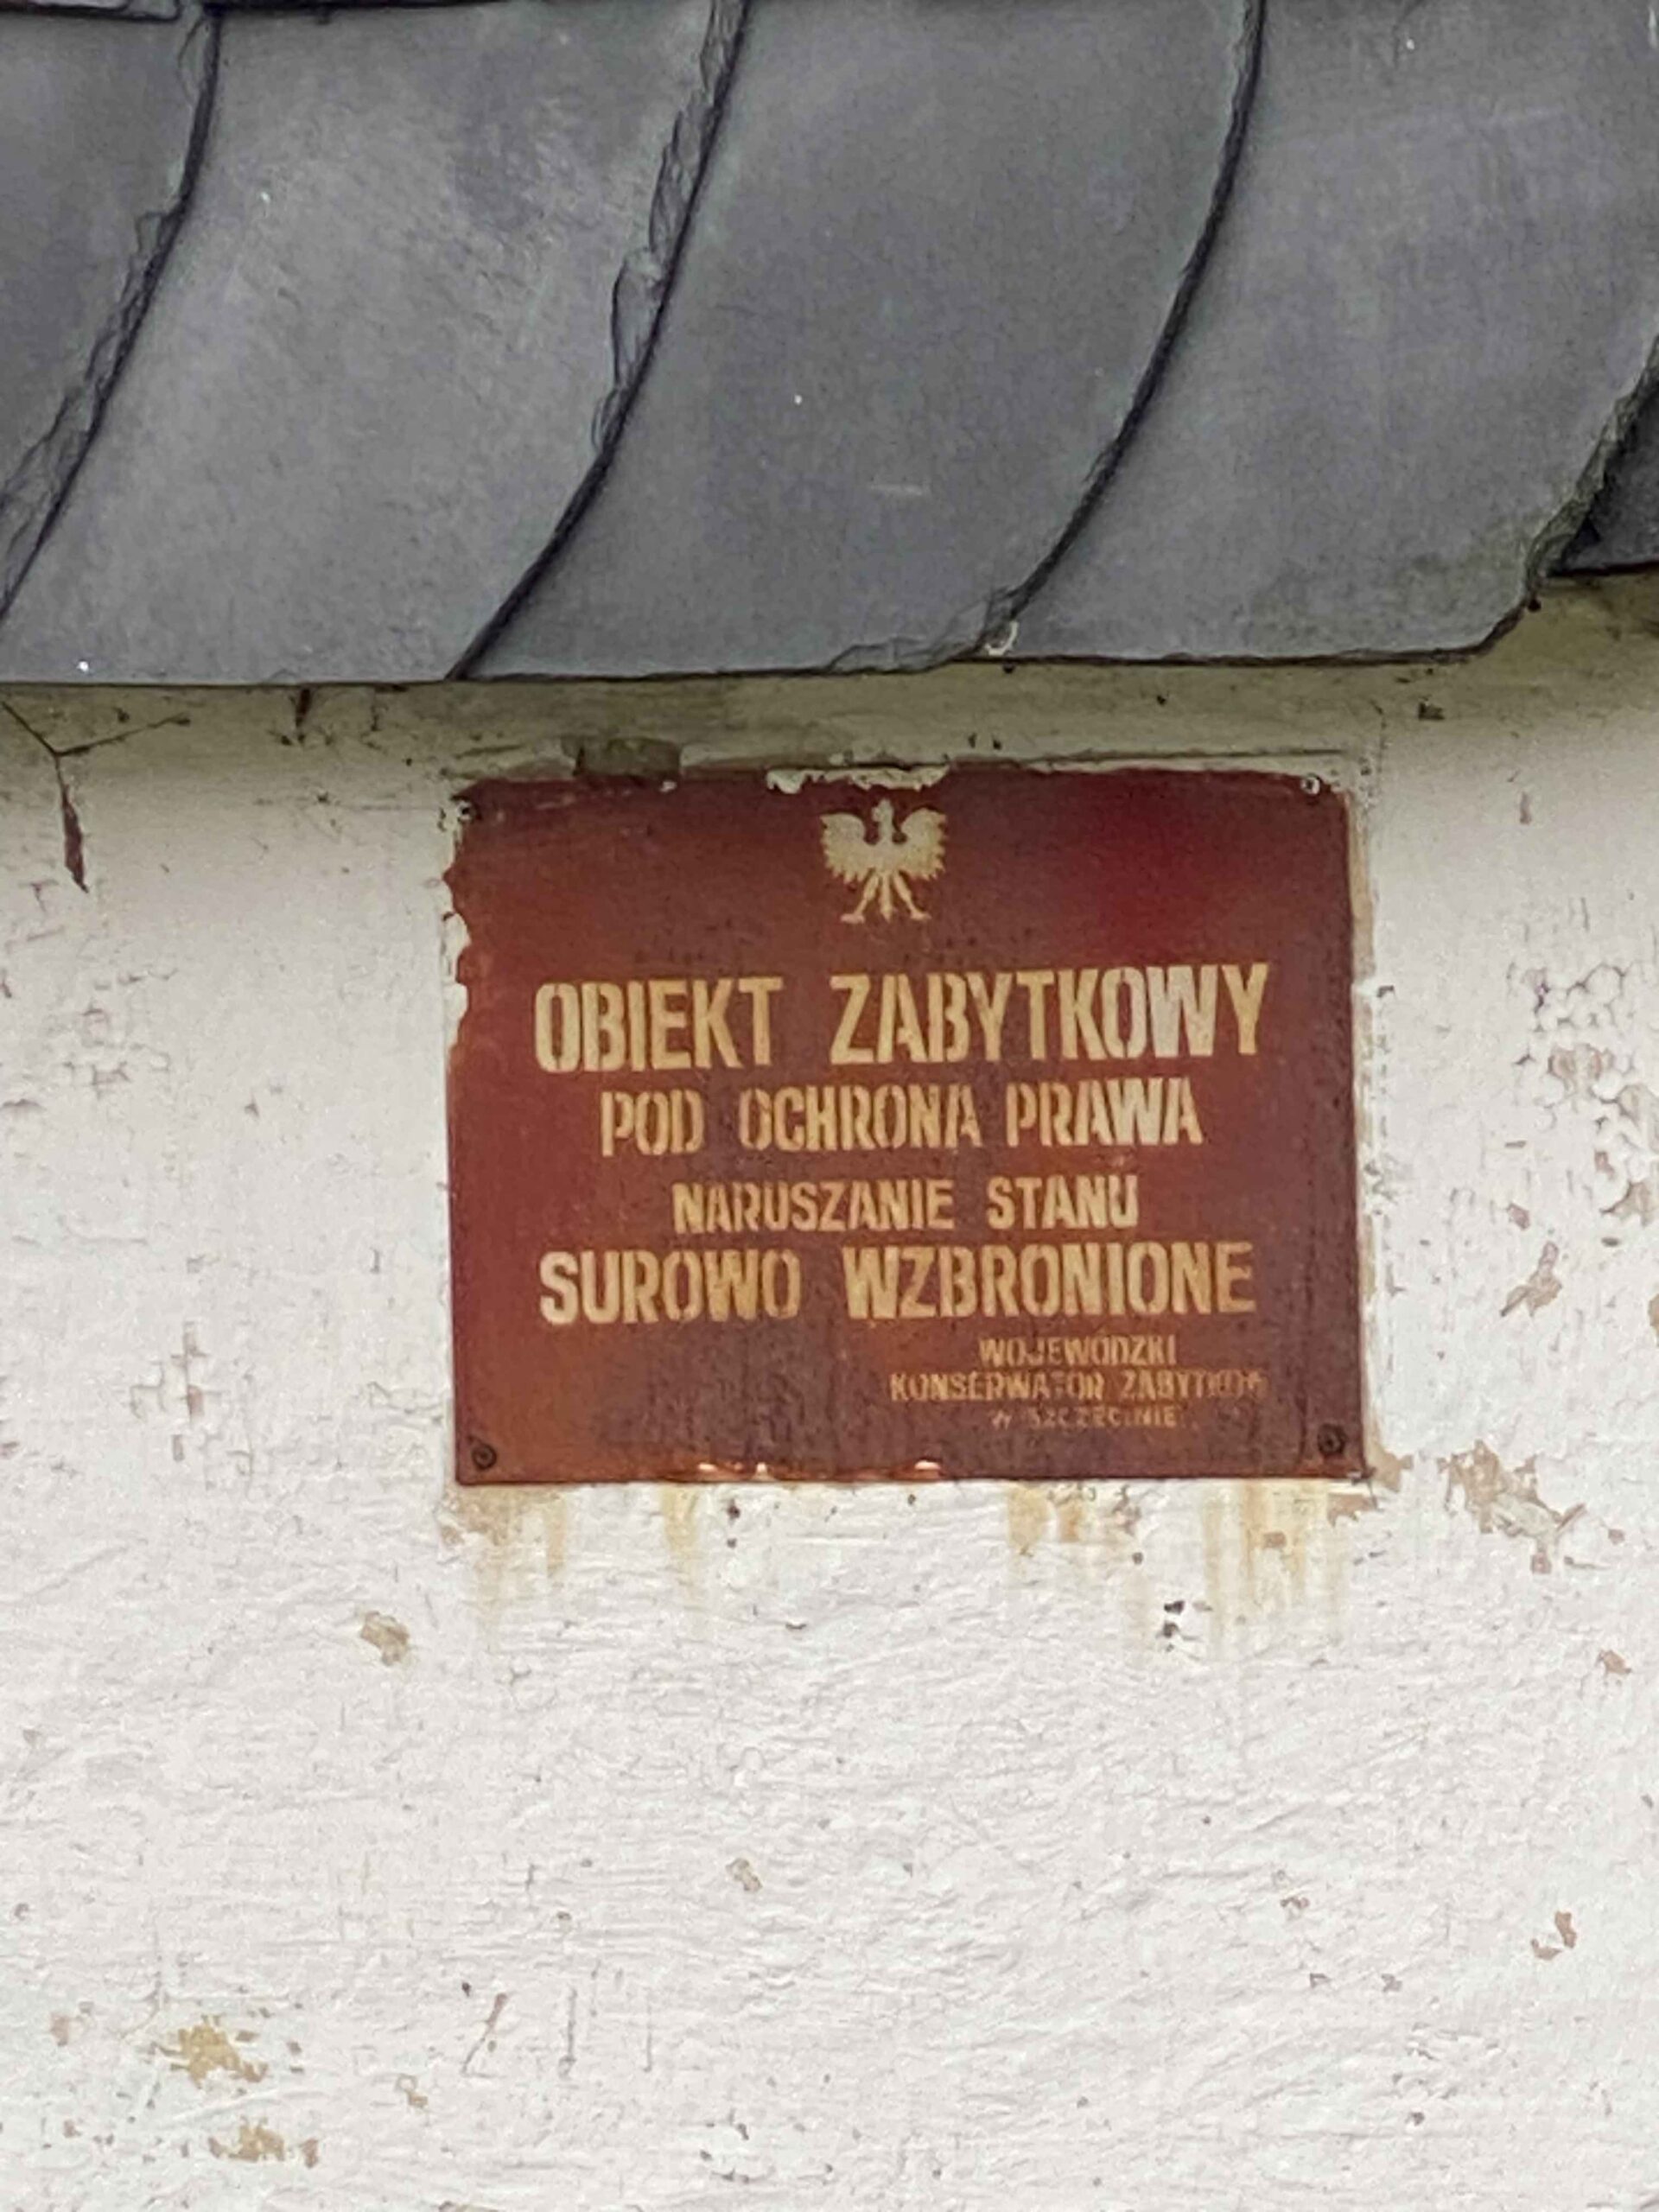 OBIEKT ZABYTKOWY
POD OCHRONA PRAWA
NARUSZANIE STANU
SUROWO WZBRONIONE
WOJEWÓDZKI
KONSERWATOR ZABYTKÓW
W SZCZECINIE